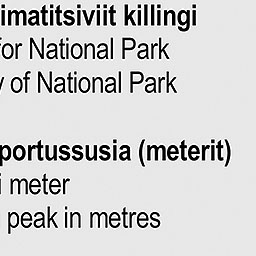 imatitsiviit killingi
for National Park
y of National Park
portussusia (meterit)
i meter
peak in metres